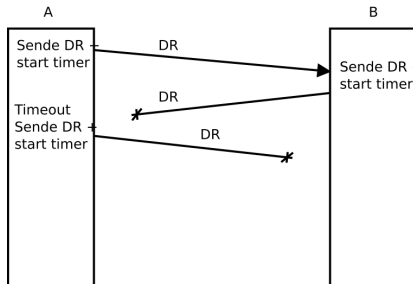 A
B
Sende DR +
start timer
DR
Sende DR
start timer
DR
Timeout
Sende DR +
start timer
DR